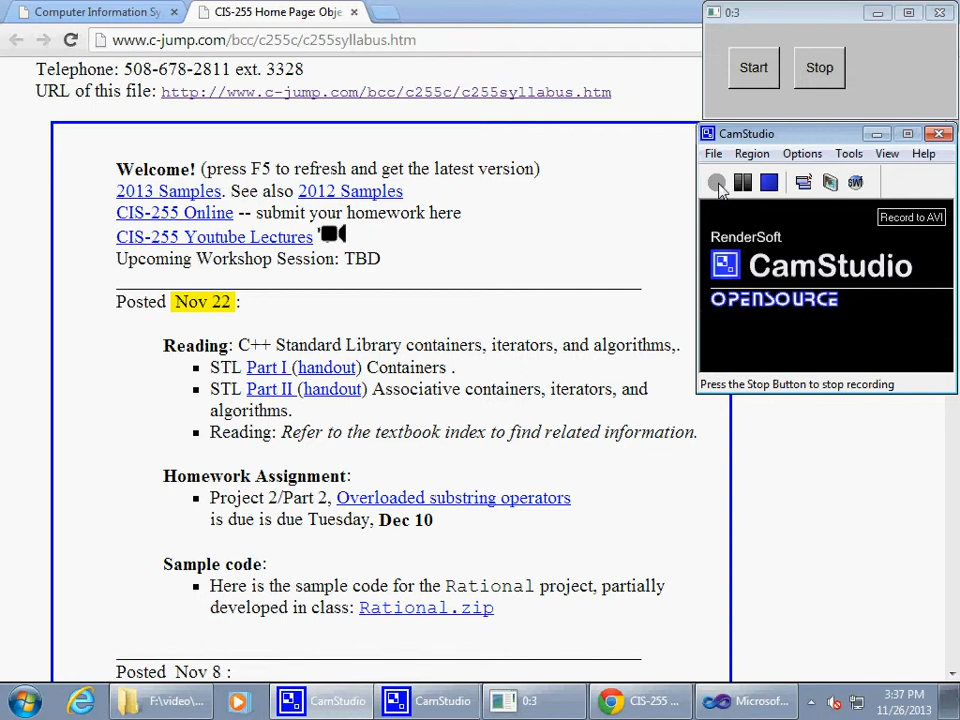 Computer Information Sy
CIS-255 Home Page: Obje
www.c-jump.com/bcc/c255c/c255syllabus.htm
Telephone: 508-678-2811 ext. 3328
URL of this file: http://www.c-jump.com/bcc/c255c/c255syllabus.htm
Welcome! (press F5 to refresh and get the latest version)
2013 Samples. See also 2012 Samples
CIS-255 Online -- submit your homework here
CIS-255 Youtube Lectures
Upcoming Workshop Session: TBD
Posted Nov 22 :
Reading: C++ Standard Library containers, iterators, and algorithms,.
STL Part I (handout) Containers .
STL Part II (handout) Associative containers, iterators, and
algorithms.
Reading: Refer to the textbook index to find related information.
Homework Assignment:
Project 2/Part 2, Overloaded substring operators
is due is due Tuesday, Dec 10
Sample code:
Here is the sample code for the Rational project, partially
developed in class: Rational.zip
Posted Nov 8 :
0:3
Start Stop
CamStudio
File Region Options Tools View Help
Record to AVI
RenderSoft
CamStudio
OPENSOURCE
Press the Stop Button to stop recording
F:\video\... CamStudio CamStudio 0:3 CIS-255 ... Microsof...
3:37 PM
11/26/2013